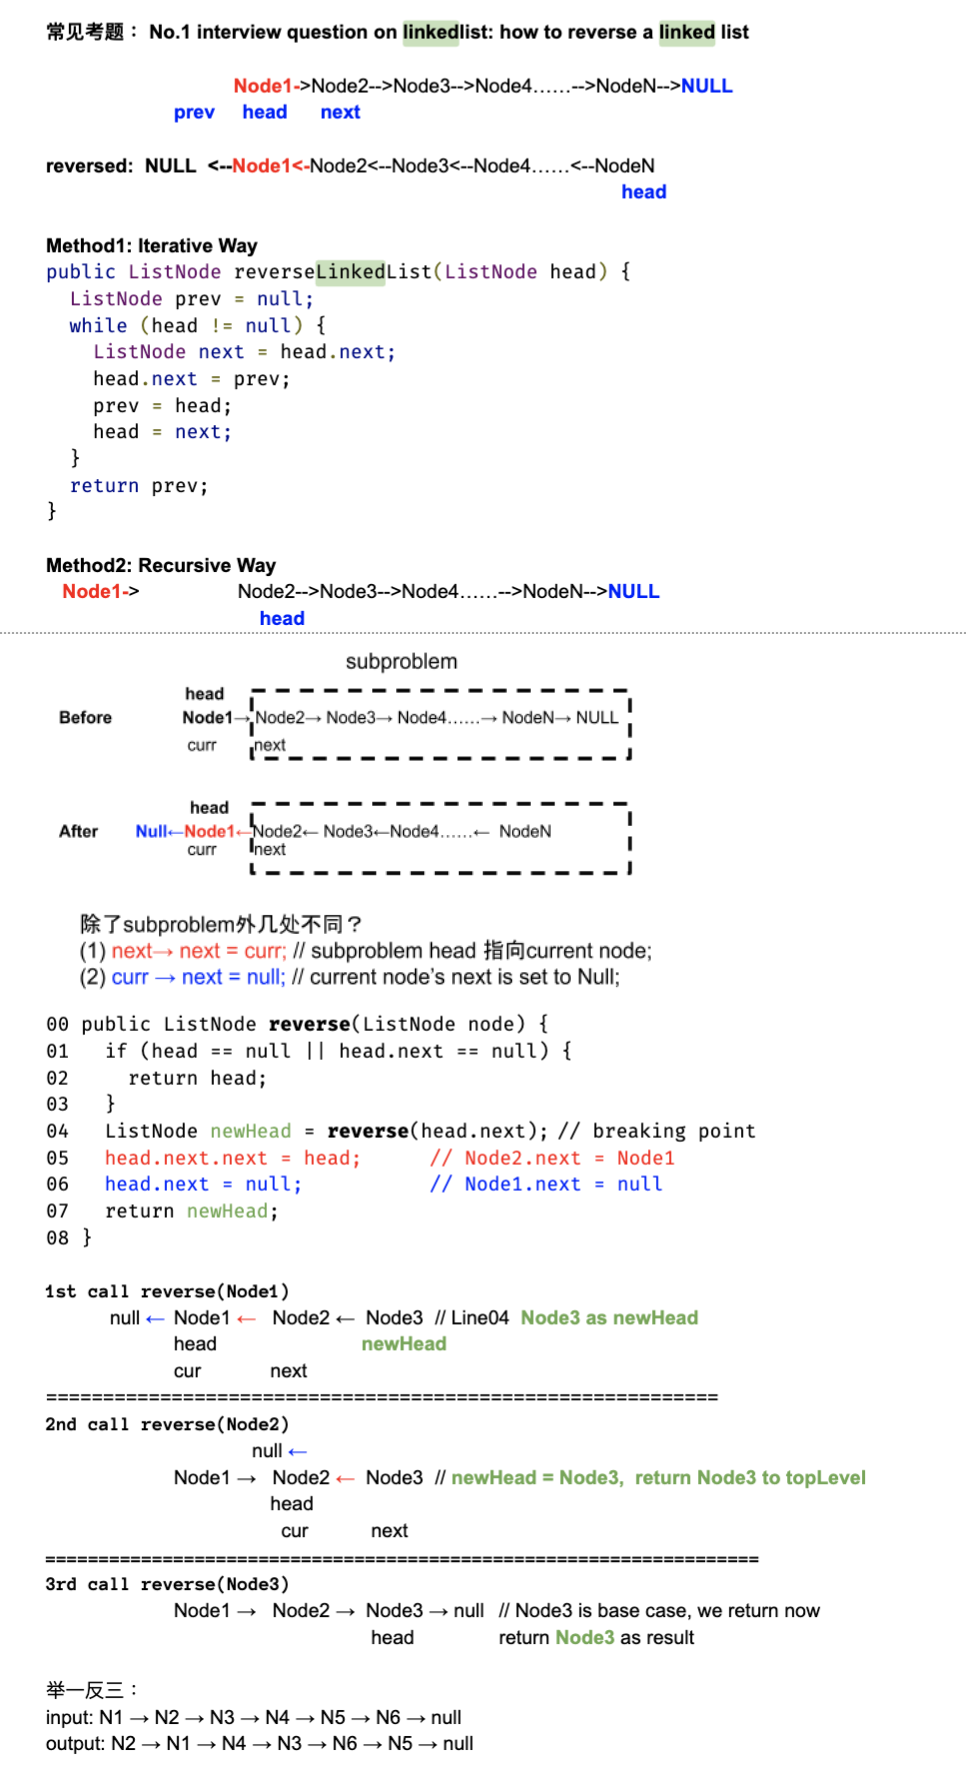 常见考题： No.1 interview question on linkedlist: how to reverse a linked list
Node1->Node2-->Node3-->Node4……-->NodeN-->NULL
prev head next
reversed: NULL <--Node1<-Node2<--Node3<--Node4……<--NodeN
head
Method1: Iterative Way
public ListNode reverseLinkedList(ListNode head) {
ListNode prev = null;
while (head != null) {
ListNode next = head.next;
head.next = prev;
prev = head;
head = next;
}
return prev;
}
Method2: Recursive Way
Node1-> Node2-->Node3-->Node4……-->NodeN-->NULL
head
subproblem
head
Before Node1→ Node2→ Node3→ Node4……→ NodeN→ NULL
curr next
head
After Null←Node1←Node2← Node3←Node4……← NodeN
curr next
除了subproblem外几处不同？
(1) next→ next = curr; // subproblem head 指向current node;
(2) curr → next = null; // current node’s next is set to Null;
00 public ListNode reverse(ListNode node) {
01 if (head == null || head.next == null) {
02 return head;
03 }
04 ListNode newHead = reverse(head.next); // breaking point
05 head.next.next = head; // Node2.next = Node1
06 head.next = null; // Node1.next = null
07 return newHead;
08 }
1st call reverse(Node1)
null ← Node1 ← Node2 ← Node3 // Line04 Node3 as newHead
head newHead
cur next
=========================================================
2nd call reverse(Node2)
null ←
Node1 → Node2 ← Node3 // newHead = Node3, return Node3 to topLevel
head
cur next
===================================================================
3rd call reverse(Node3)
Node1 → Node2 → Node3 → null // Node3 is base case, we return now
head return Node3 as result
举一反三：
input: N1 → N2 → N3 → N4 → N5 → N6 → null
output: N2 → N1 → N4 → N3 → N6 → N5 → null